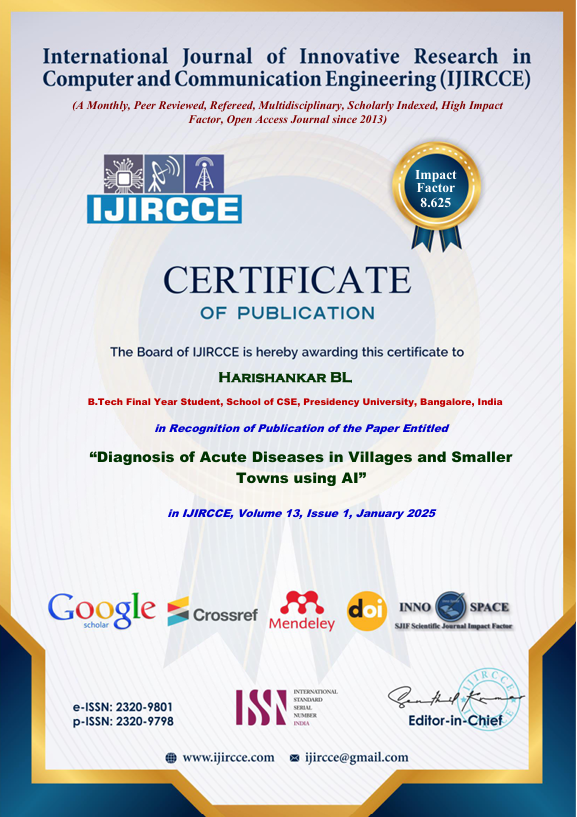 International Journal of Innovative Research in
Computer and Communication Engineering (IJIRCCE)
(A Monthly, Peer Reviewed, Refereed, Multidisciplinary, Scholarly Indexed, High Impact
Factor, Open Access Journal since 2013)
IJIRCCE
Impact
Factor
8.625
CERTIFICATE
OF PUBLICATION
The Board of IJIRCCE is hereby awarding this certificate to
HARISHANKAR BL
B.Tech Final Year Student, School of CSE, Presidency University, Bangalore, India
in Recognition of Publication of the Paper Entitled
“Diagnosis of Acute Diseases in Villages and Smaller
Towns using AI”
in IJIRCCE, Volume 13, Issue 1, January 2025
Google
scholar
Crossref
Mendeley
doi
INNO SPACE
SJIF Scientific Journal Impact Factor
e-ISSN: 2320-9801
p-ISSN: 2320-9798
ISSN
INTERNATIONAL
STANDARD
SERIAL
NUMBER
INDIA
IJIRCCE
Senthil Kumar
Editor-in-Chief
www.ijircce.com ijircce@gmail.com